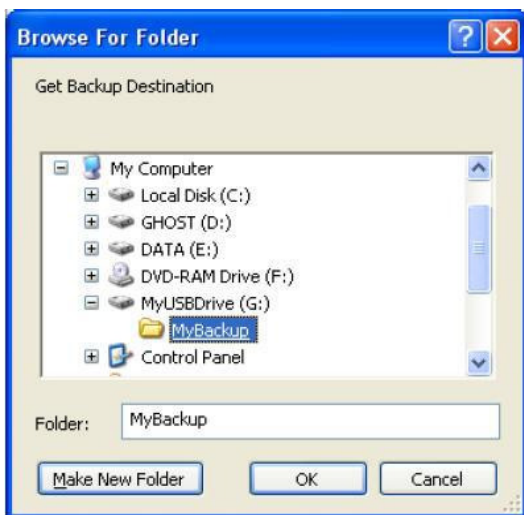 Browse For Folder
Get Backup Destination
My Computer
Local Disk (C:)
GHOST (D:)
DATA (E:)
DVD-RAM Drive (F:)
MyUSBDrive (G:)
MyBackup
Control Panel
Folder: MyBackup
Make New Folder OK Cancel